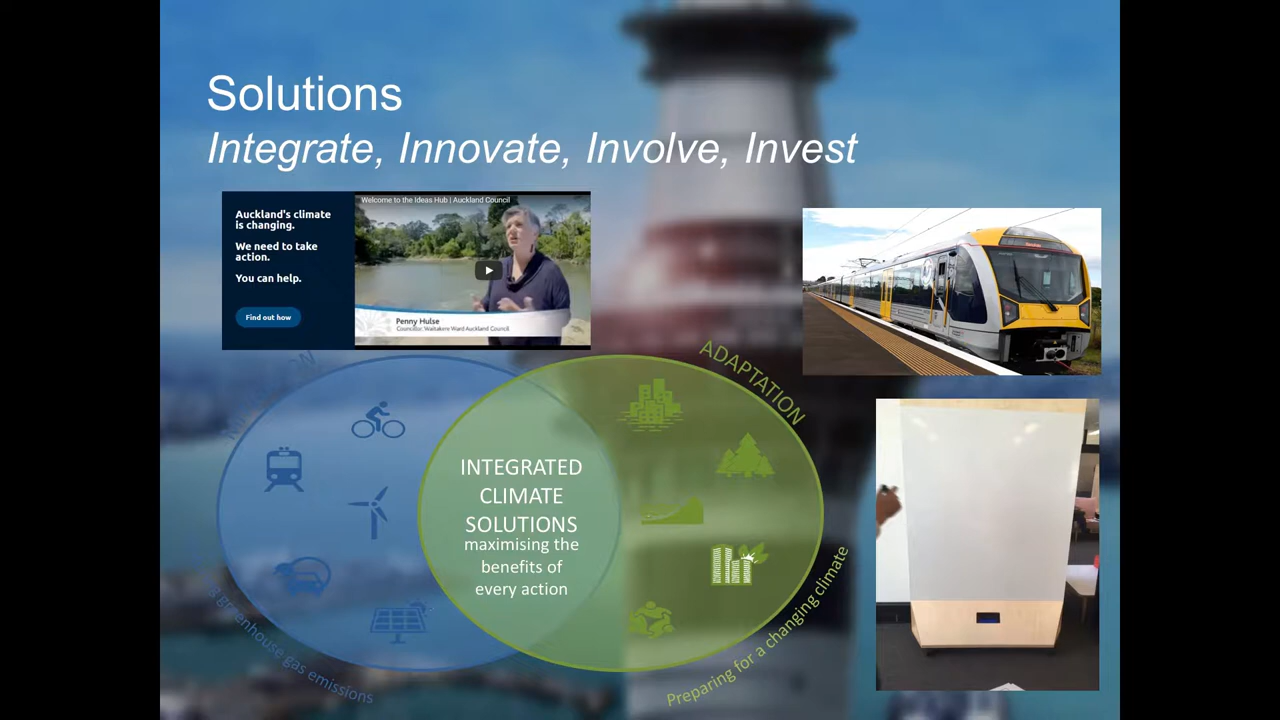 Solutions
Integrate, Innovate, Involve, Invest
Auckland's climate
is changing.
We need to take
action.
You can help.
Find out how
Welcome to the Ideas Hub | Auckland Council
Penny Hulse
Councillor, Waitakere Ward Auckland Council
ADAPTATION
INTEGRATED
CLIMATE
SOLUTIONS
maximising the
benefits of
every action
greenhouse gas emissions
Preparing for a changing climate